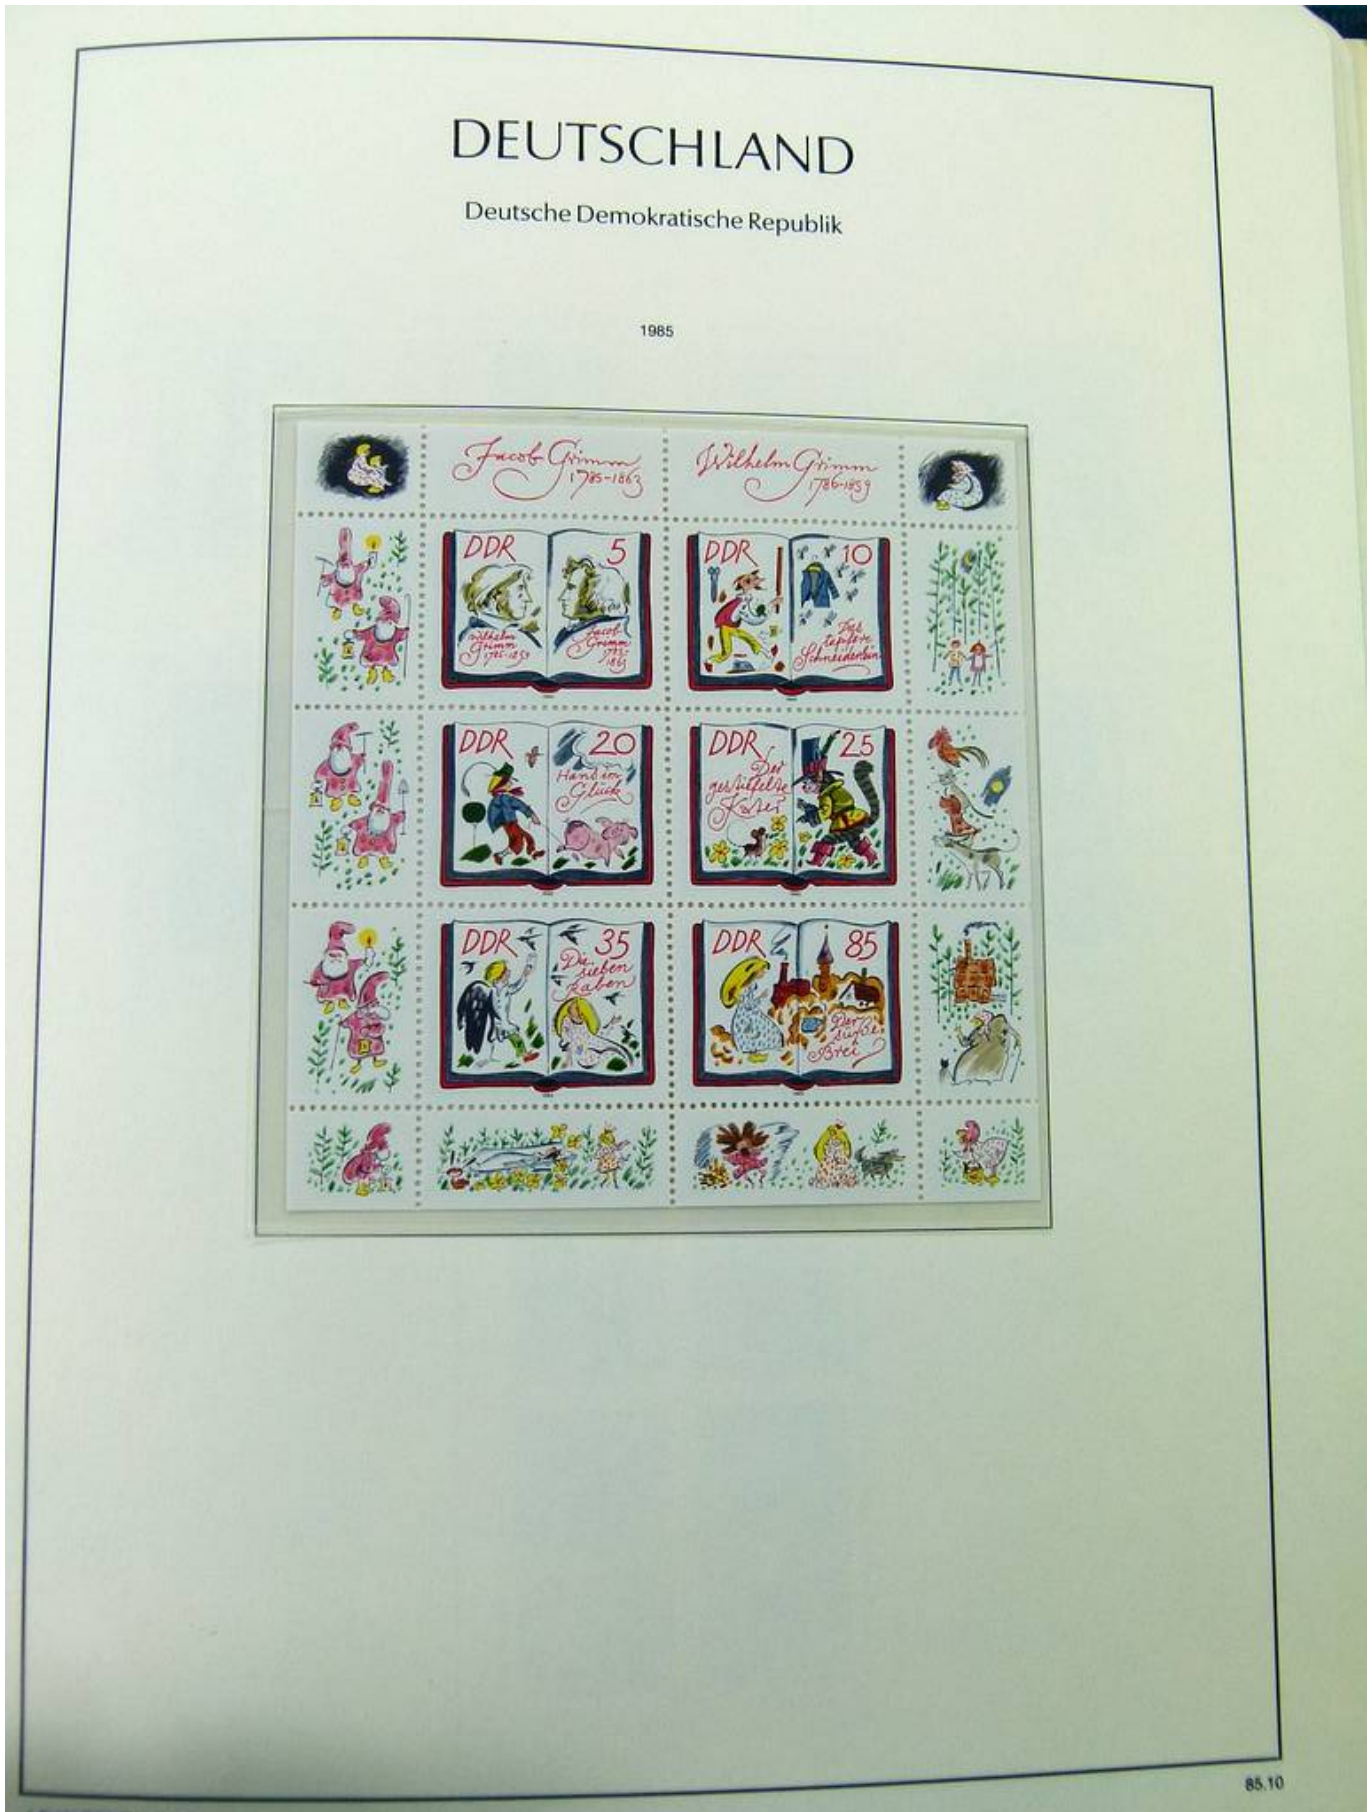 DEUTSCHLAND
Deutsche Demokratische Republik
1985
Jacob Grimm
1785-1863
Wilhelm Grimm
1786-1859
DDR 5
Wilhelm
Grimm
1786-1859
Jacob
Grimm
1785-
1863
DDR 10
Das
tapfere
Schneiderlein
DDR 20
Hans im
Glück
DDR 25
Der
gestiefelte
Kater
DDR 35
Die
sieben
Raben
DDR 85
Der
süße
Brei
85.10